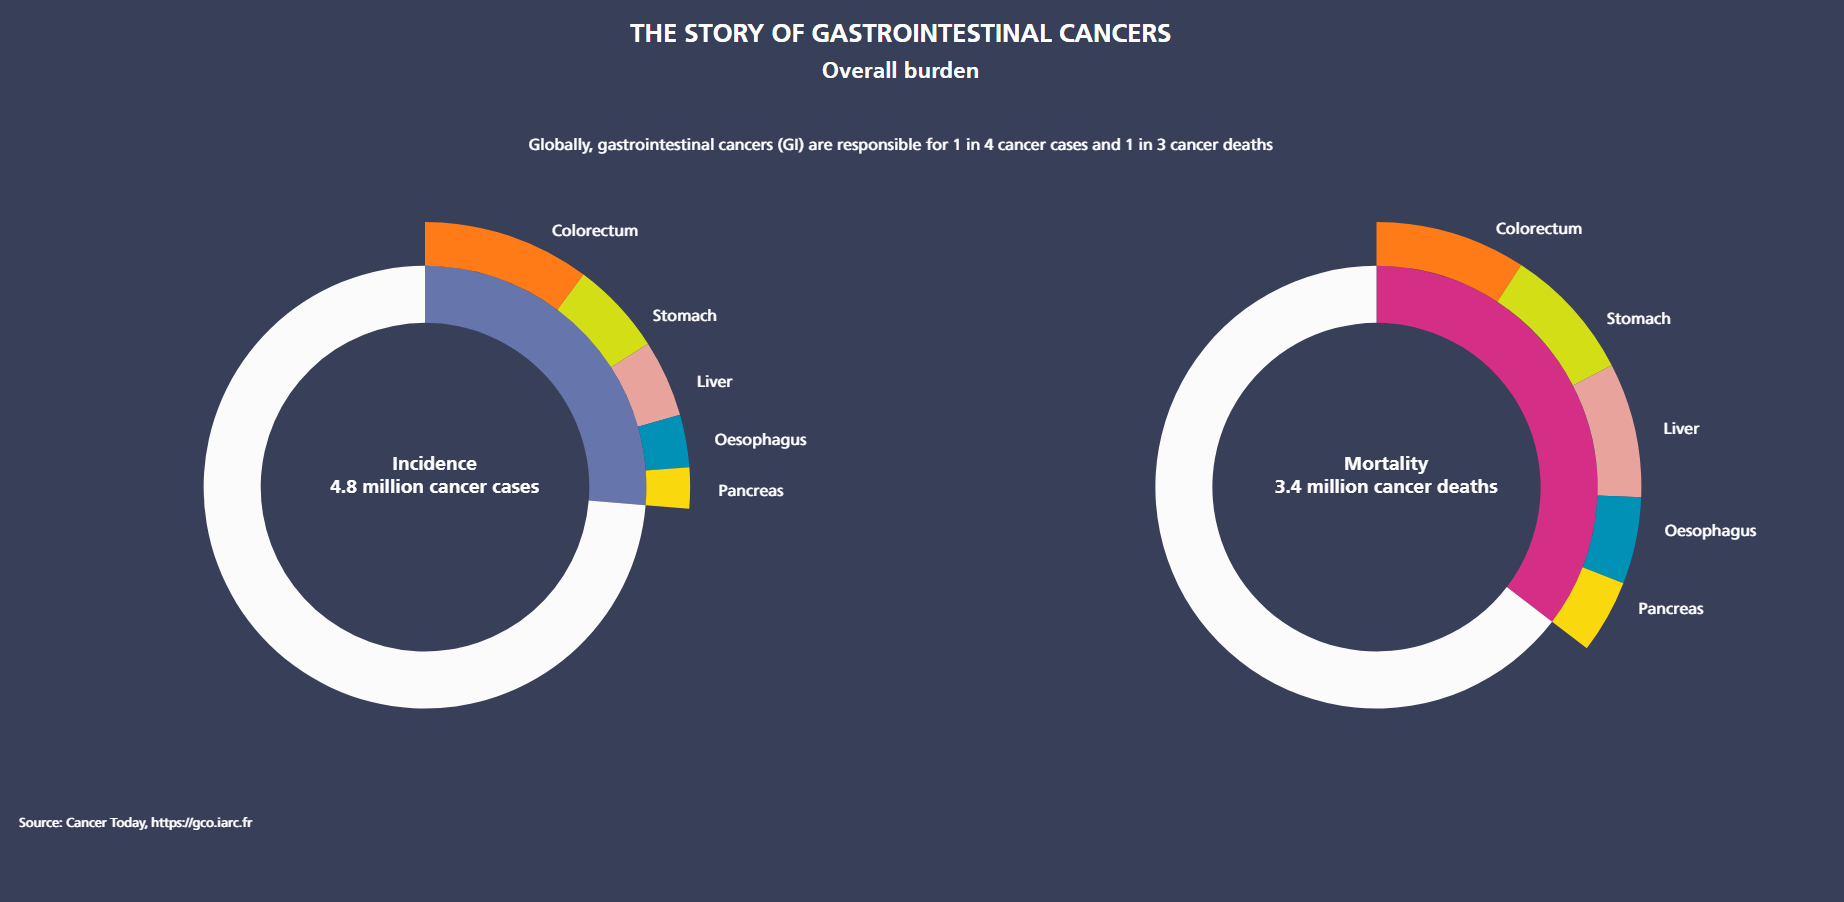 THE STORY OF GASTROINTESTINAL CANCERS
Overall burden
Globally, gastrointestinal cancers (GI) are responsible for 1 in 4 cancer cases and 1 in 3 cancer deaths
Colorectum
Stomach
Liver
Oesophagus
Pancreas
Incidence
4.8 million cancer cases
Colorectum
Stomach
Liver
Oesophagus
Pancreas
Mortality
3.4 million cancer deaths
Source: Cancer Today, https://gco.iarc.fr